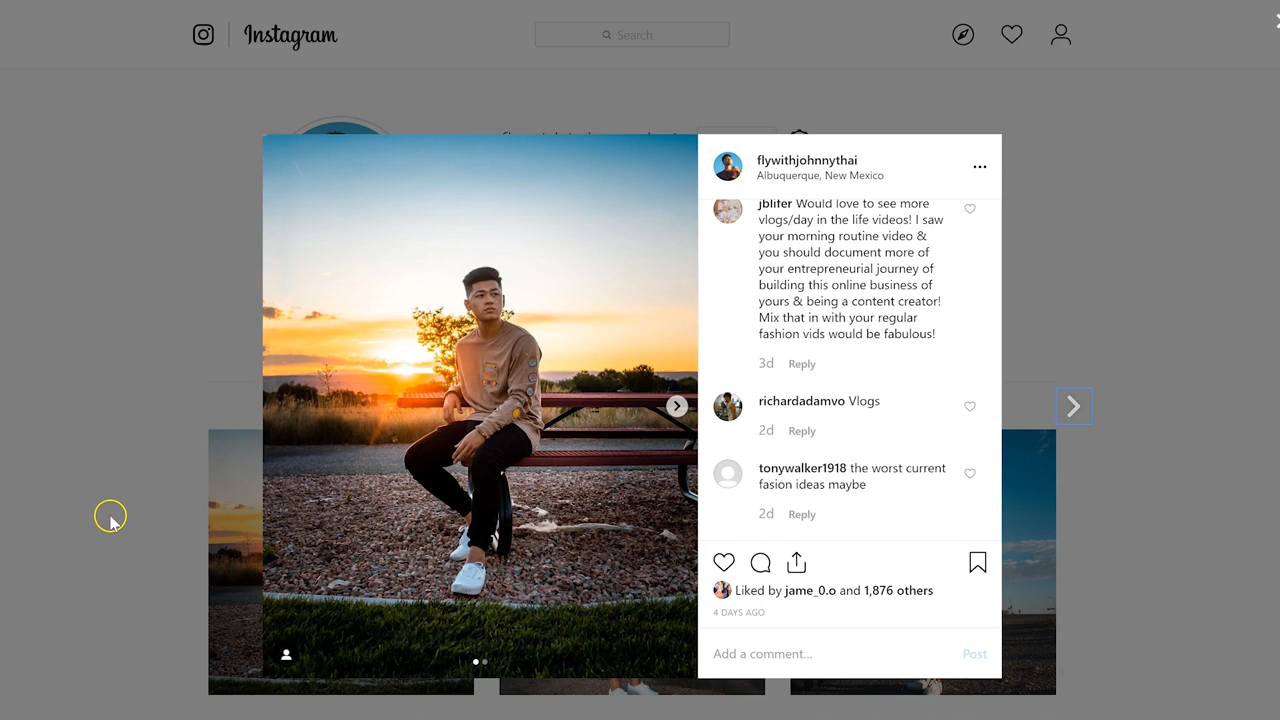 Instagram
Search
flywithjohnnythai
Albuquerque, New Mexico
jblifer Would love to see more
vlogs/day in the life videos! I saw
your morning routine video &
you should document more of
your entrepreneurial journey of
building this online business of
yours & being a content creator!
Mix that in with your regular
fashion vids would be fabulous!
3d Reply
richardadamvo Vlogs
2d Reply
tonywalker1918 the worst current
fasion ideas maybe
2d Reply
Liked by jame_0.o and 1,876 others
4 DAYS AGO
Add a comment... Post